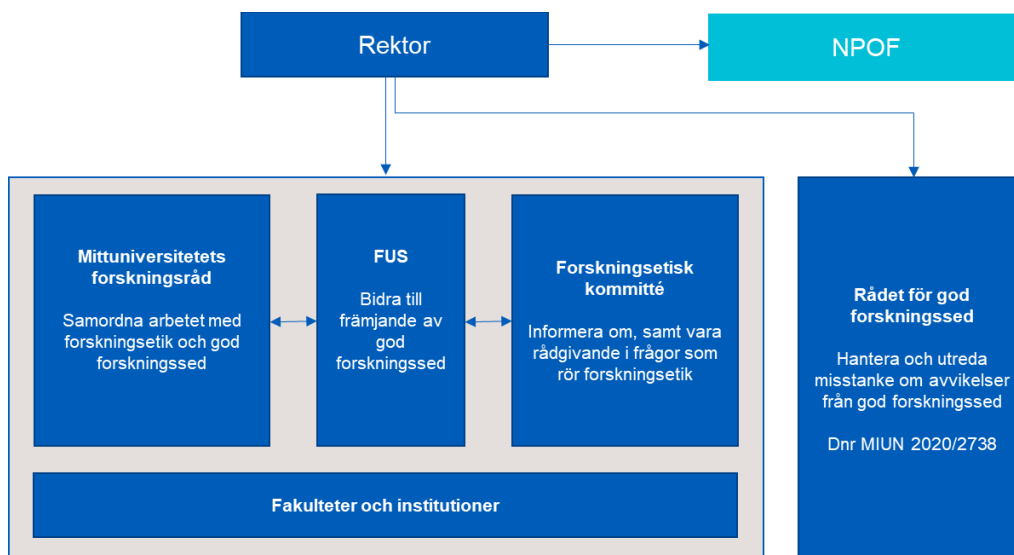 Rektor
NPOF
Mittuniversitetets
forskningsråd
Samordna arbetet med
forskningsetik och god
forskningssed
FUS
Bidra till
främjande av
god
forskningssed
Forskningsetisk
kommitté
Informera om, samt vara
rådgivande i frågor som
rör forskningsetik
Fakulteter och institutioner
Rådet för god
forskningssed
Hantera och utreda
misstanke om avvikelser
från god forskningssed
Dnr MIUN 2020/2738